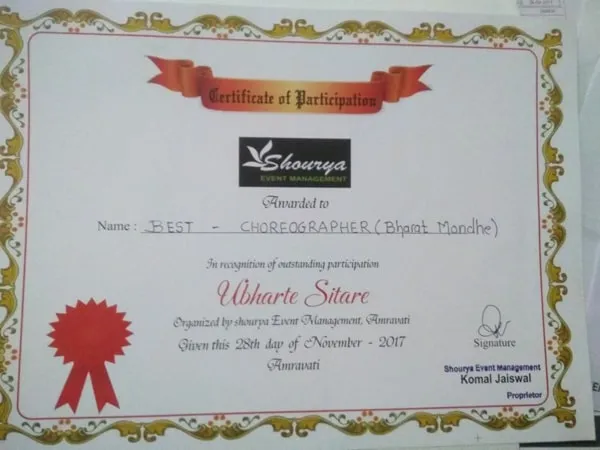 Certificate of Participation
Shourya
EVENT MANAGEMENT
Awarded to
Name : BEST - CHOREOGRAPHER (Bharat Mondhe)
In recognition of outstanding participation
Ubharte Sitare
Organized by shourya Event Management, Amravati
Given this 28th day of November - 2017
Amravati
Signature
Shourya Event Management
Komal Jaiswal
Proprietor